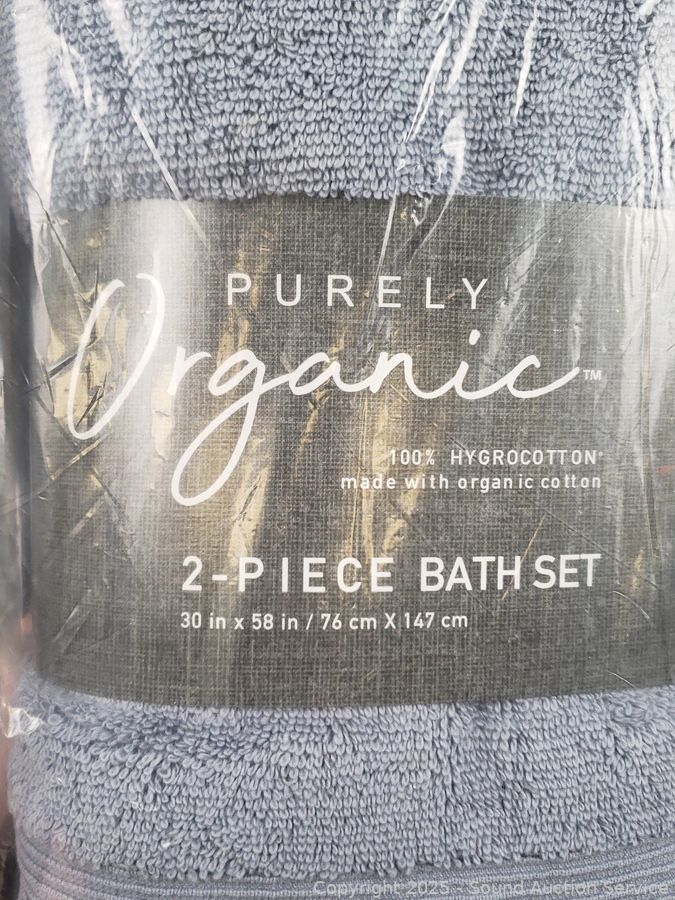 PURELY
Organic™
100% HYGROCOTTON®
made with organic cotton
2-PIECE BATH SET
30 in x 58 in / 76 cm X 147 cm
Copyright 2025 - Sound Auction Service